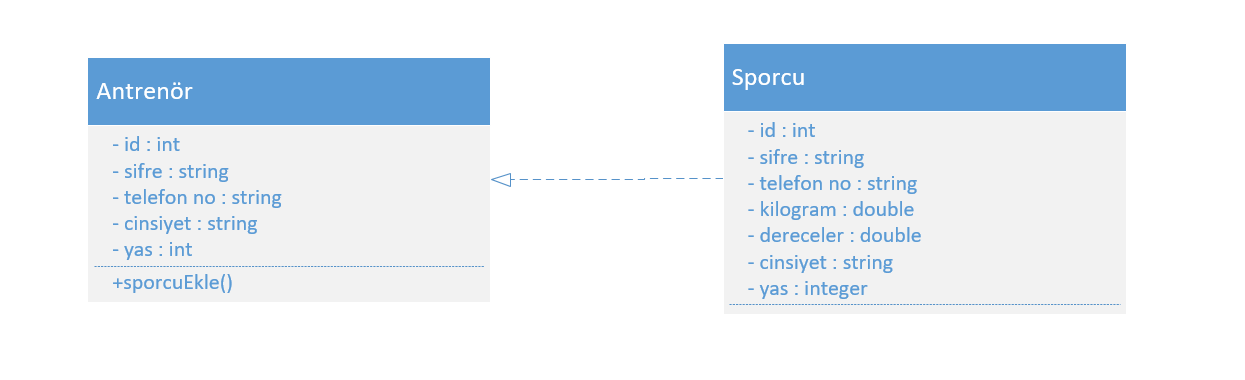 Antrenör
- id : int
- sifre : string
- telefon no : string
- cinsiyet : string
- yas : int
+sporcuEkle()
Sporcu
- id : int
- sifre : string
- telefon no : string
- kilogram : double
- dereceler : double
- cinsiyet : string
- yas : integer